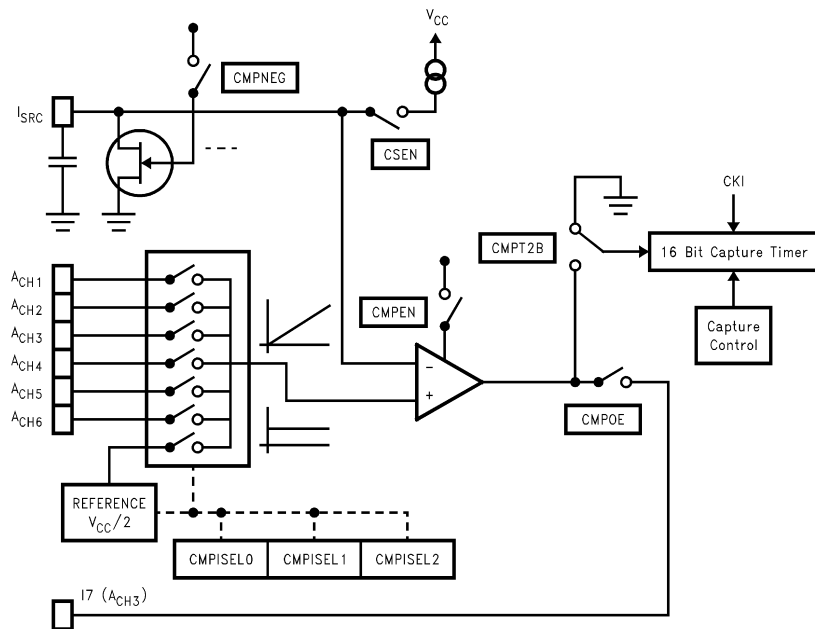 V_CC
CMPNEG
I_SRC
CSEN
CKI
CMPT2B
16 Bit Capture Timer
A_CH1
A_CH2
A_CH3
A_CH4
A_CH5
A_CH6
CMPEN
Capture
Control
−
+
CMPOE
REFERENCE
V_CC/2
CMPISEL0
CMPISEL1
CMPISEL2
I7 (A_CH3)